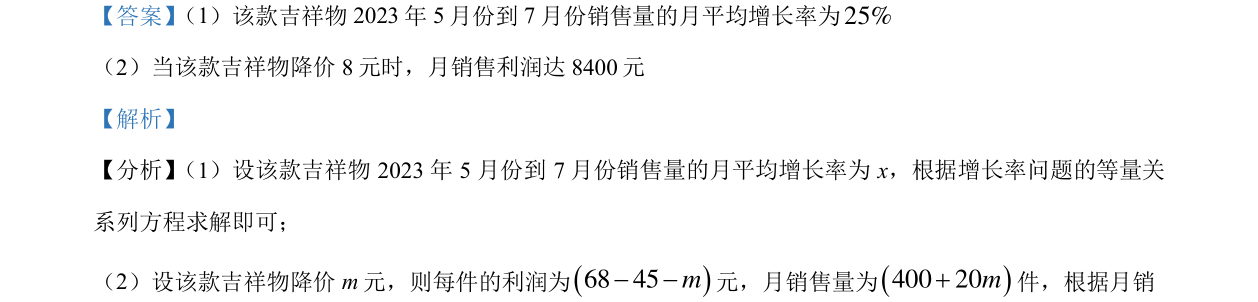 【答案】（1）该款吉祥物 2023 年 5 月份到 7 月份销售量的月平均增长率为25%
（2）当该款吉祥物降价 8 元时，月销售利润达 8400 元
【解析】
【分析】（1）设该款吉祥物 2023 年 5 月份到 7 月份销售量的月平均增长率为 x，根据增长率问题的等量关
系列方程求解即可；
（2）设该款吉祥物降价 m 元，则每件的利润为(68−45−m)元，月销售量为(400+20m)件，根据月销